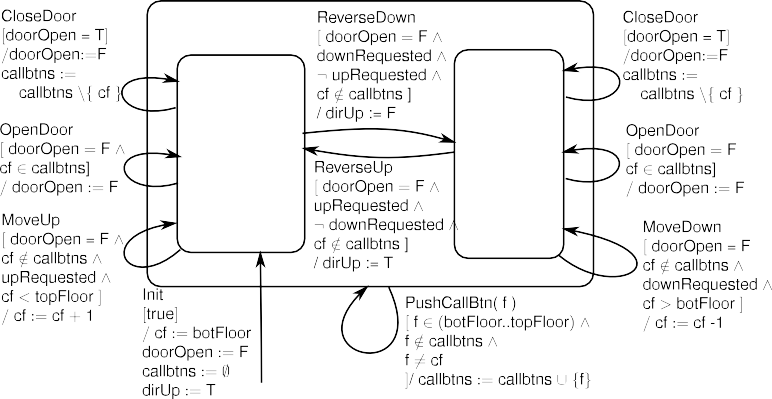 CloseDoor
[doorOpen = T]
/doorOpen:=F
callbtns :=
callbtns \{ cf }
OpenDoor
[ doorOpen = F ∧
cf ∈ callbtns]
/ doorOpen := F
MoveUp
[ doorOpen = F ∧
cf ∉ callbtns ∧
upRequested ∧
cf < topFloor ]
/ cf := cf + 1
Init
[true]
/ cf := botFloor
doorOpen := F
callbtns := ∅
dirUp := T
ReverseDown
[ doorOpen = F ∧
downRequested ∧
¬ upRequested ∧
cf ∉ callbtns ]
/ dirUp := F
ReverseUp
[ doorOpen = F ∧
upRequested ∧
¬ downRequested ∧
cf ∉ callbtns ]
/ dirUp := T
PushCallBtn( f )
[ f ∈ (botFloor..topFloor) ∧
f ∉ callbtns ∧
f ≠ cf
]/ callbtns := callbtns ∪ {f}
CloseDoor
[doorOpen = T]
/doorOpen:=F
callbtns :=
callbtns \{ cf }
OpenDoor
[ doorOpen = F
cf ∈ callbtns]
/ doorOpen := F
MoveDown
[ doorOpen = F
cf ∉ callbtns ∧
downRequested ∧
cf > botFloor ]
/ cf := cf -1